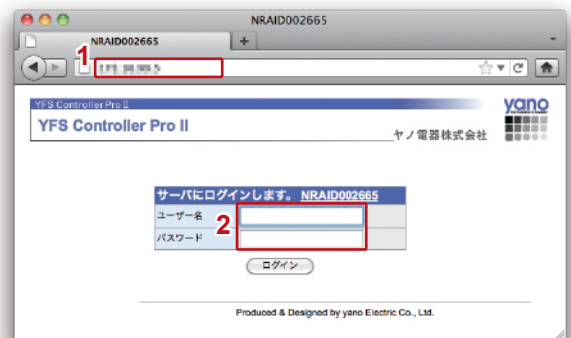 NRAID002665
NRAID002665
+
1
YFS Controller Pro II
YFS Controller Pro II
yano
ヤノ電器株式会社
サーバにログインします。 NRAID002665
ユーザー名
2
パスワード
ログイン
Produced & Designed by yano Electric Co., Ltd.